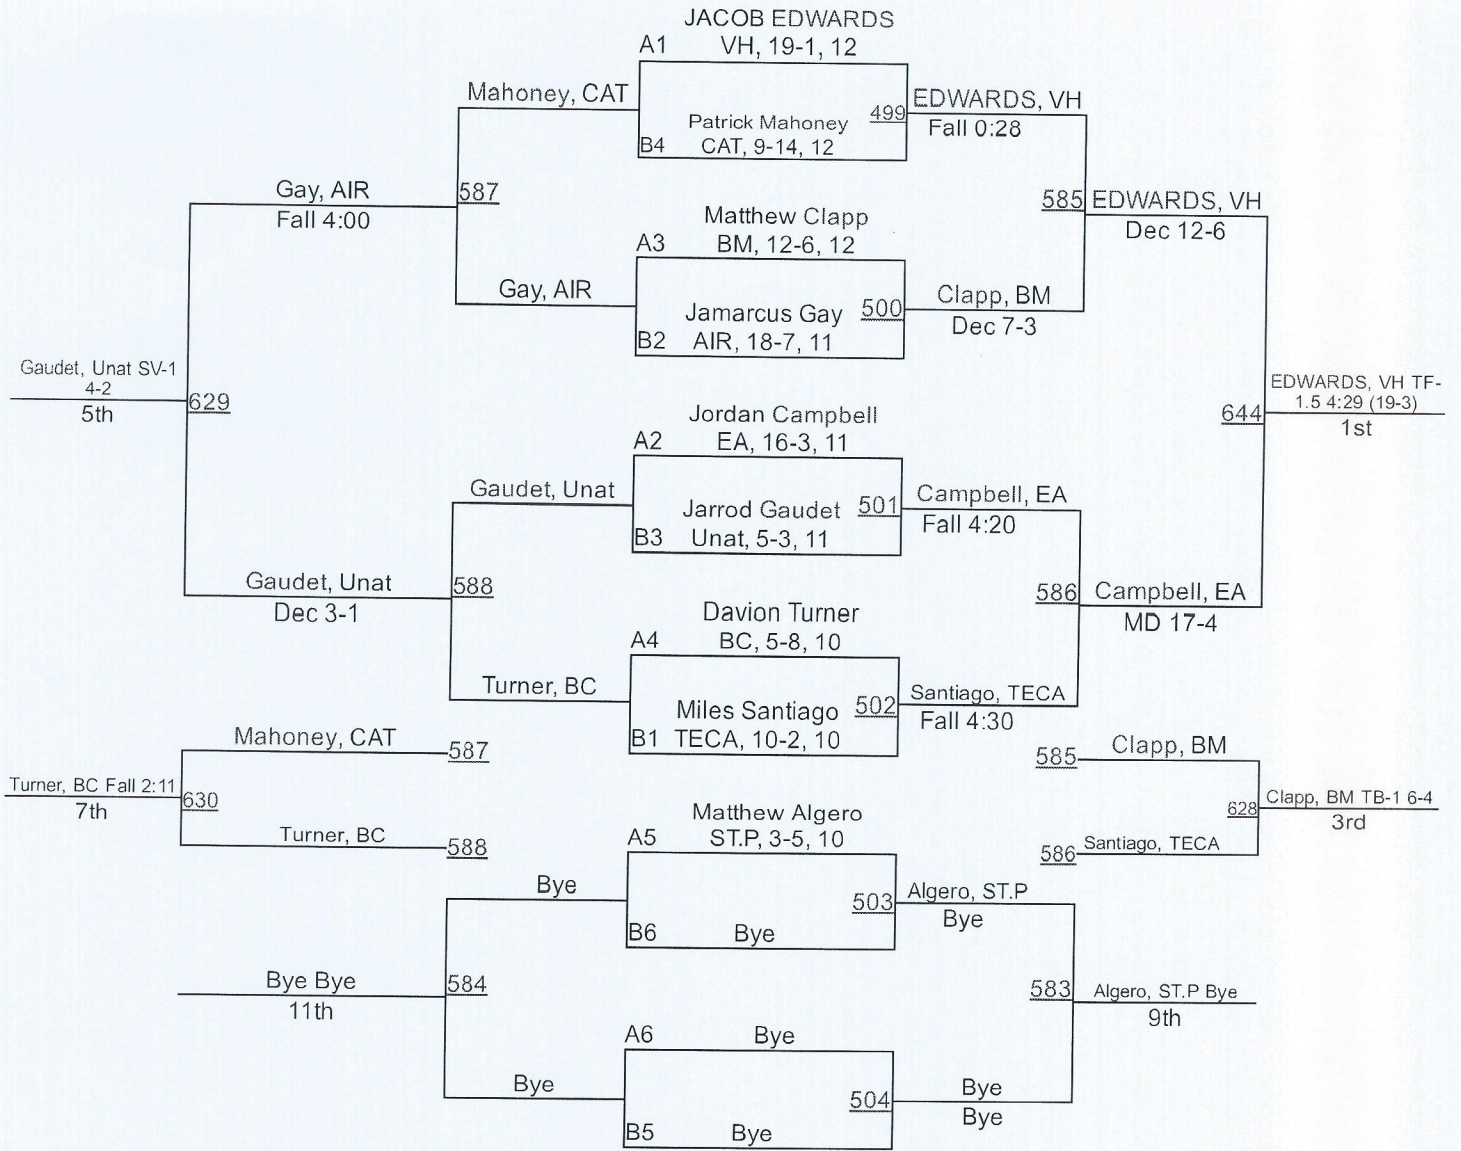 JACOB EDWARDS
A1 VH, 19-1, 12
Mahoney, CAT
Patrick Mahoney
B4 CAT, 9-14, 12
499
EDWARDS, VH
Fall 0:28
Gay, AIR
Fall 4:00
587
585
EDWARDS, VH
Dec 12-6
Matthew Clapp
A3 BM, 12-6, 12
Gay, AIR
Jamarcus Gay
B2 AIR, 18-7, 11
500
Clapp, BM
Dec 7-3
Gaudet, Unat SV-1
4-2
5th
629
644
EDWARDS, VH TF-
1.5 4:29 (19-3)
1st
Jordan Campbell
A2 EA, 16-3, 11
Gaudet, Unat
Jarrod Gaudet
B3 Unat, 5-3, 11
501
Campbell, EA
Fall 4:20
Gaudet, Unat
Dec 3-1
588
586
Campbell, EA
MD 17-4
Davion Turner
A4 BC, 5-8, 10
Turner, BC
Miles Santiago
B1 TECA, 10-2, 10
502
Santiago, TECA
Fall 4:30
Mahoney, CAT
587
Turner, BC Fall 2:11
7th
630
Turner, BC
588
585
Clapp, BM
628
Clapp, BM TB-1 6-4
3rd
586
Santiago, TECA
Matthew Algero
A5 ST.P, 3-5, 10
Bye
503
B6 Bye
Algero, ST.P
Bye
Bye Bye
11th
584
583
Algero, ST.P Bye
9th
A6 Bye
Bye
504
B5 Bye
Bye
Bye